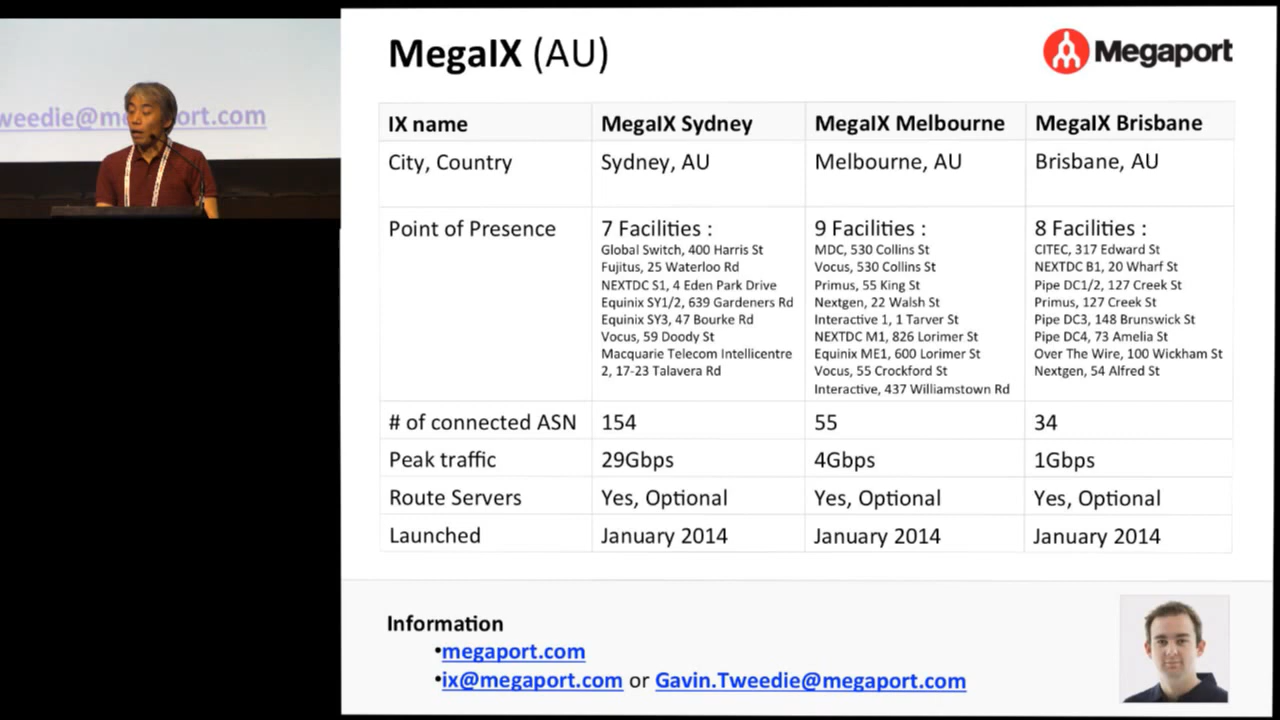 weedie@me ort.com
MegaIX (AU)
Megaport
IX name MegaIX Sydney MegaIX Melbourne MegaIX Brisbane
City, Country Sydney, AU Melbourne, AU Brisbane, AU
Point of Presence 7 Facilities : 9 Facilities : 8 Facilities :
Global Switch, 400 Harris St MDC, 530 Collins St CITEC, 317 Edward St
Fujitus, 25 Waterloo Rd Vocus, 530 Collins St NEXTDC B1, 20 Wharf St
NEXTDC S1, 4 Eden Park Drive Primus, 55 King St Pipe DC1/2, 127 Creek St
Equinix SY1/2, 639 Gardeners Rd Nextgen, 22 Walsh St Primus, 127 Creek St
Equinix SY3, 47 Bourke Rd Interactive 1, 1 Tarver St Pipe DC3, 148 Brunswick St
Vocus, 59 Doody St NEXTDC M1, 826 Lorimer St Pipe DC4, 73 Amelia St
Macquarie Telecom Intellicentre Equinix ME1, 600 Lorimer St Over The Wire, 100 Wickham St
2, 17-23 Talavera Rd Vocus, 55 Crockford St Nextgen, 54 Alfred St
Interactive, 437 Williamstown Rd
# of connected ASN 154 55 34
Peak traffic 29Gbps 4Gbps 1Gbps
Route Servers Yes, Optional Yes, Optional Yes, Optional
Launched January 2014 January 2014 January 2014
Information
•megaport.com
•ix@megaport.com or Gavin.Tweedie@megaport.com